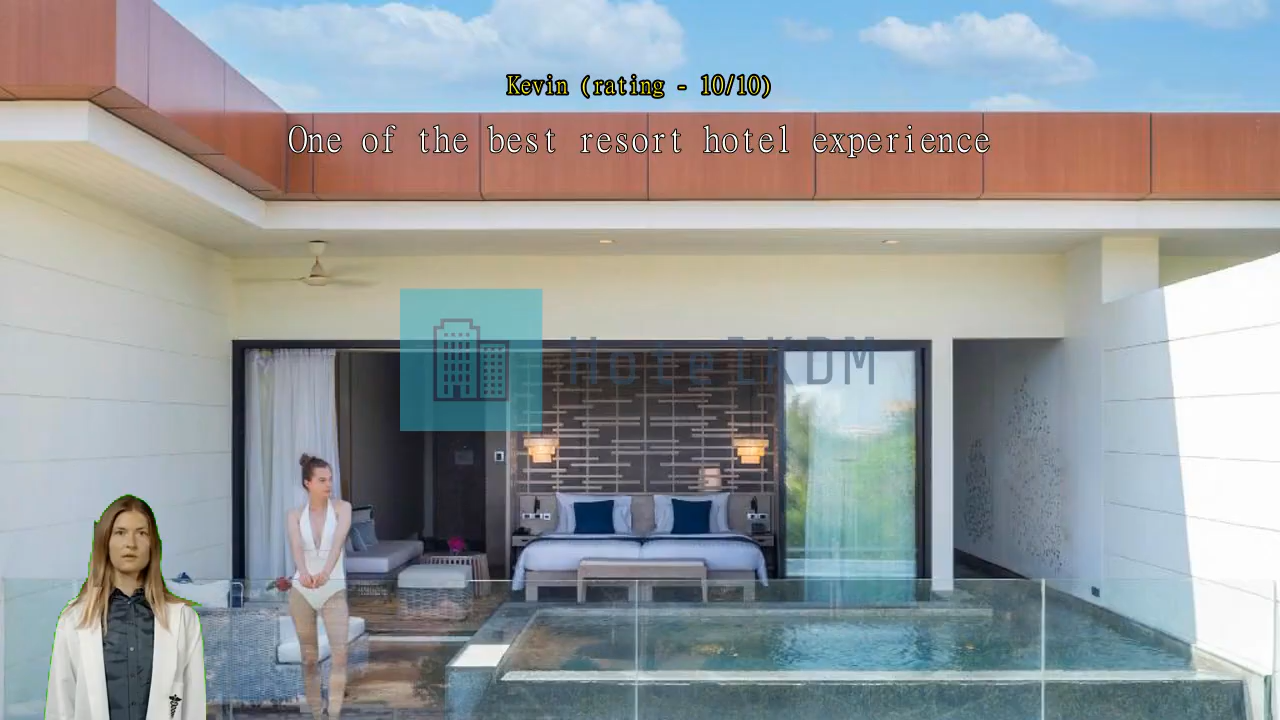 Kevin (rating - 10/10)
One of the best resort hotel experience
HotelKDM